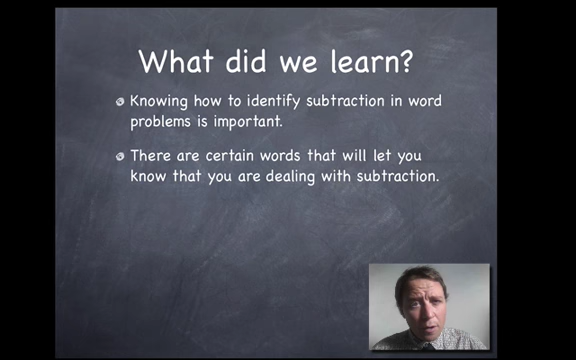 What did we learn?
Knowing how to identify subtraction in word
problems is important.
There are certain words that will let you
know that you are dealing with subtraction.